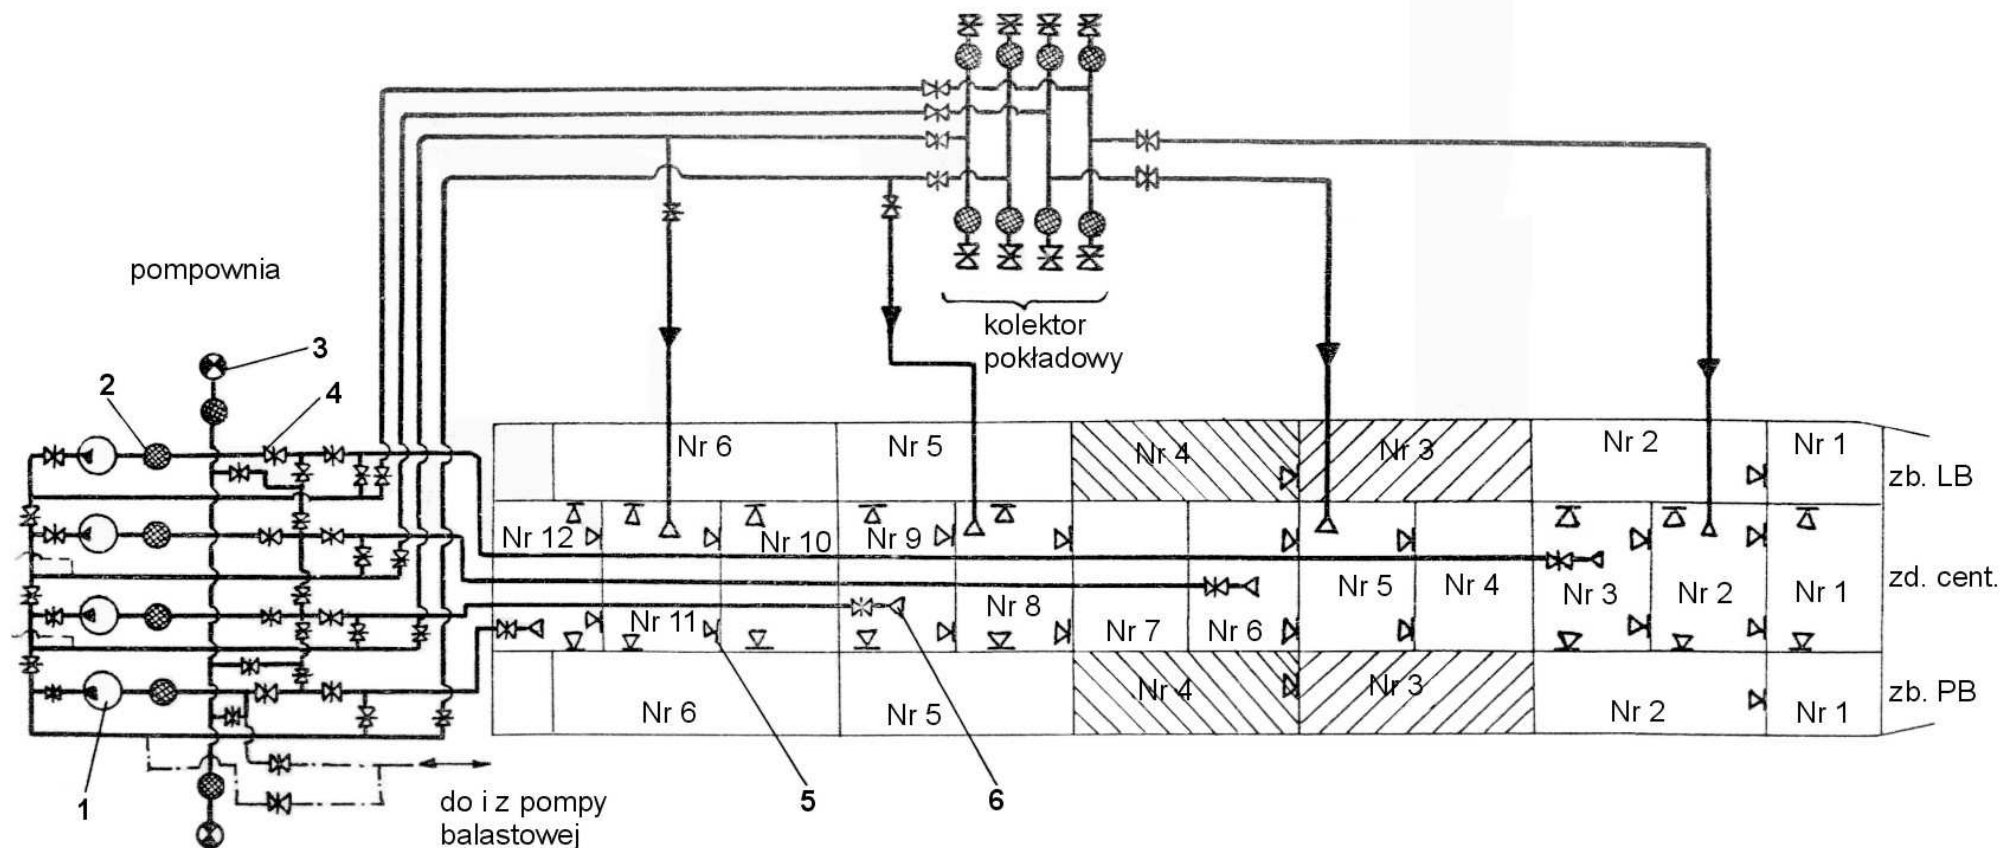 pompownia
kolektor
pokładowy
3
2
4
Nr 6
Nr 5
Nr 4
Nr 3
Nr 2
Nr 1
zb. LB
Nr 12
Nr 10
Nr 9
Nr 11
Nr 8
Nr 7
Nr 6
Nr 5
Nr 4
Nr 3
Nr 2
Nr 1
zd. cent.
Nr 6
Nr 5
Nr 4
Nr 3
Nr 2
Nr 1
zb. PB
1
do i z pompy
balastowej
5
6